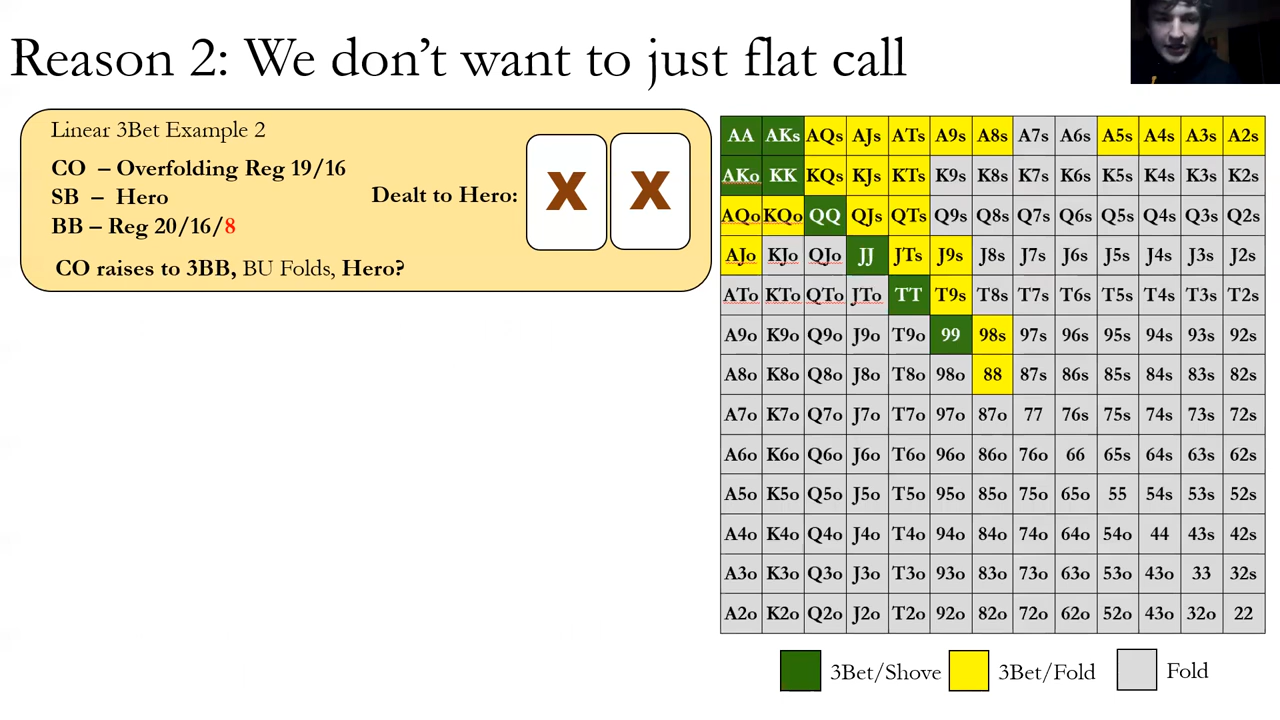 Reason 2: We don't want to just flat call
Linear 3Bet Example 2
CO – Overfolding Reg 19/16
SB – Hero
BB – Reg 20/16/8
Dealt to Hero:
X X
CO raises to 3BB, BU Folds, Hero?
AA AKs AQs AJs ATs A9s A8s A7s A6s A5s A4s A3s A2s
AKo KK KQs KJs KTs K9s K8s K7s K6s K5s K4s K3s K2s
AQo KQo QQ QJs QTs Q9s Q8s Q7s Q6s Q5s Q4s Q3s Q2s
AJo KJo QJo JJ JTs J9s J8s J7s J6s J5s J4s J3s J2s
ATo KTo QTo JTo TT T9s T8s T7s T6s T5s T4s T3s T2s
A9o K9o Q9o J9o T9o 99 98s 97s 96s 95s 94s 93s 92s
A8o K8o Q8o J8o T8o 98o 88 87s 86s 85s 84s 83s 82s
A7o K7o Q7o J7o T7o 97o 87o 77 76s 75s 74s 73s 72s
A6o K6o Q6o J6o T6o 96o 86o 76o 66 65s 64s 63s 62s
A5o K5o Q5o J5o T5o 95o 85o 75o 65o 55 54s 53s 52s
A4o K4o Q4o J4o T4o 94o 84o 74o 64o 54o 44 43s 42s
A3o K3o Q3o J3o T3o 93o 83o 73o 63o 53o 43o 33 32s
A2o K2o Q2o J2o T2o 92o 82o 72o 62o 52o 43o 32o 22
3Bet/Shove 3Bet/Fold Fold